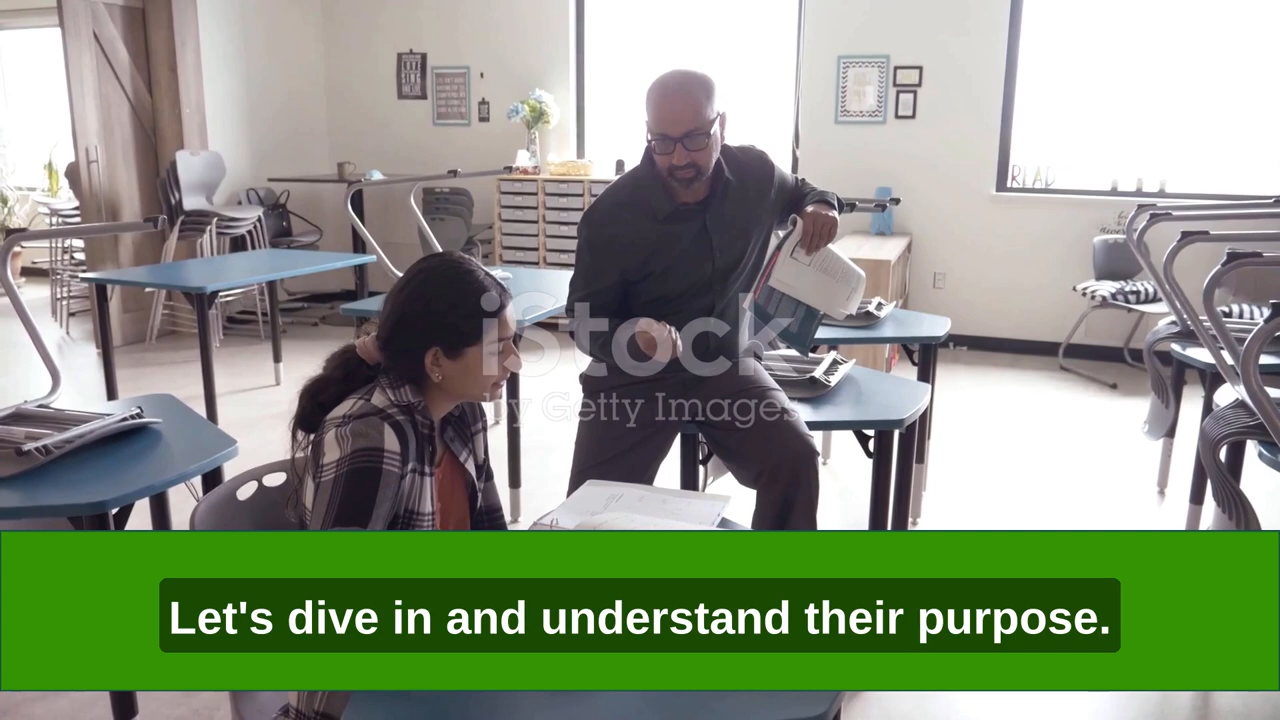 READ
iStock
by Getty Images
Let's dive in and understand their purpose.